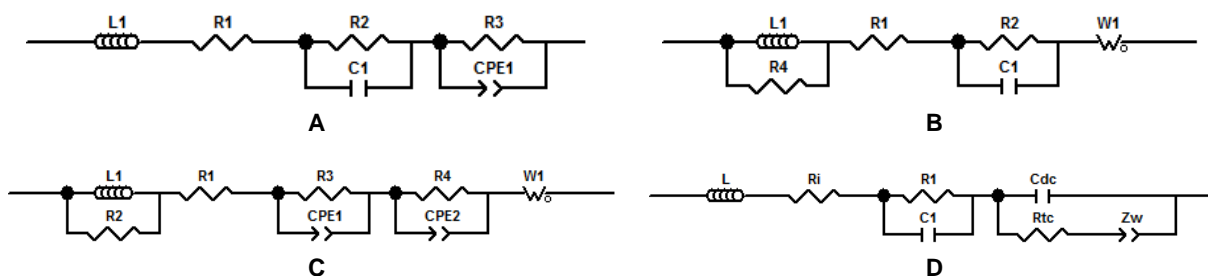 L1 R1 R2 R3
C1 CPE1
A
L1 R1 R2 W1
R4 C1
B
L1 R1 R3 R4 W1
R2 CPE1 CPE2
C
L Ri R1 Cdc
C1 Rtc Zw
D